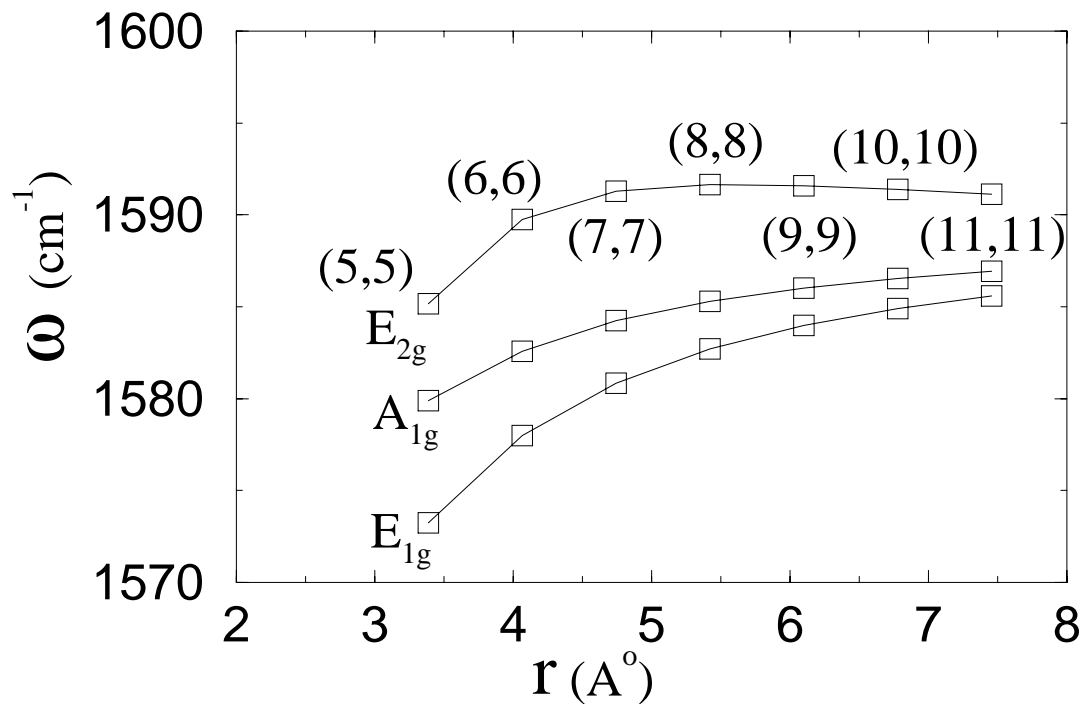 1600
1590
1580
1570
ω (cm⁻¹)
(5,5)
(6,6)
(7,7)
(8,8)
(9,9)
(10,10)
(11,11)
E₂g
A₁g
E₁g
2 3 4 5 6 7 8
r (A°)